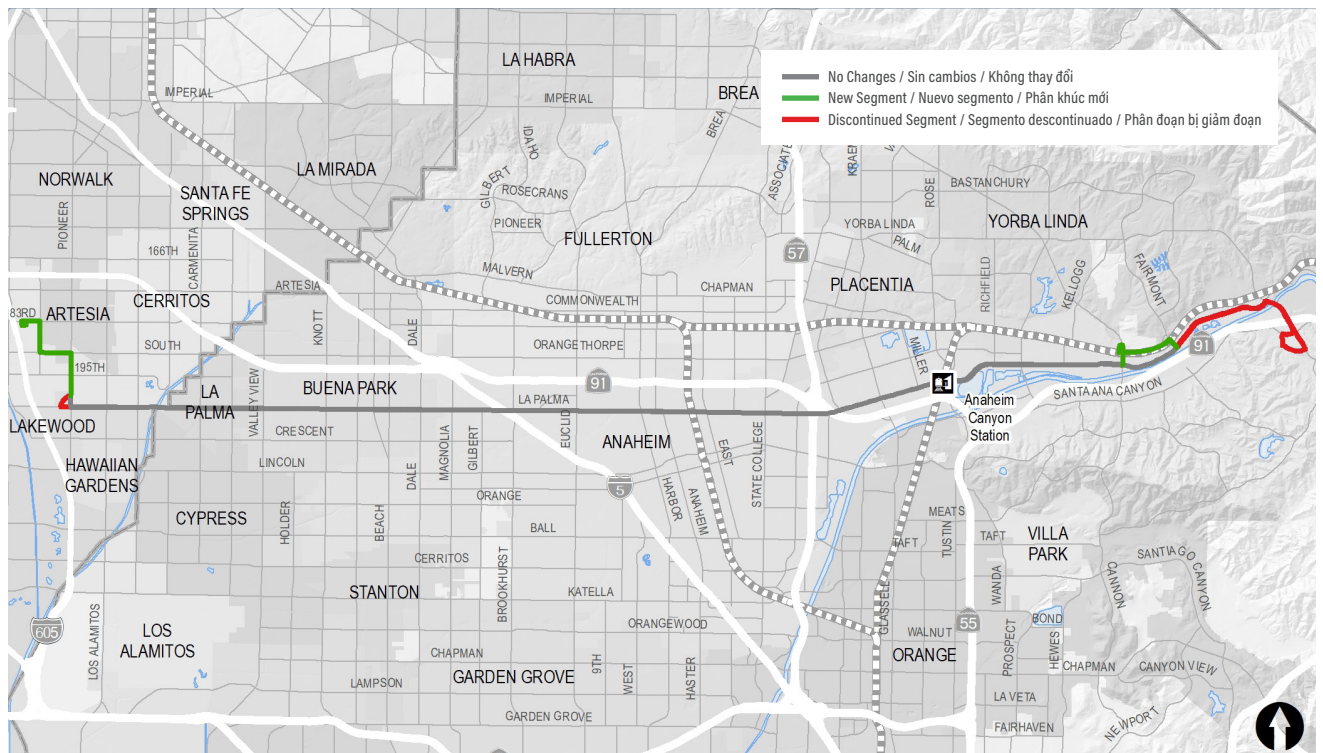 No Changes / Sin cambios / Không thay đổi
New Segment / Nuevo segmento / Phân khúc mới
Discontinued Segment / Segmento descontinuado / Phân đoạn bị giảm đoạn
LA HABRA
IMPERIAL
IMPERIAL
BREA
BREA
IDAHO
ASSOCIATE
KRAEM
LA MIRADA
NORWALK
SANTA FE
SPRINGS
GILBERT
ROSECRANS
PIONEER
ROSE
BASTANCHURY
PIONEER
YORBA LINDA
YORBA LINDA
PALM
166TH
CARMENITA
FULLERTON
57
MALVERN
RICHFIELD
KELLOGG
FAIRMONT
ARTESIA
CHAPMAN
PLACENTIA
CERRITOS
COMMONWEALTH
83RD
ARTESIA
KNOTT
DALE
SOUTH
ORANGETHORPE
MILLER
91
195TH
91
BUENA PARK
LA PALMA
LA
PALMA
VALLEY VIEW
SANTA ANA CANYON
Anaheim
Canyon
Station
LAKEWOOD
CRESCENT
EUCLID
ANAHEIM
EAST
STATE COLLEGE
MAGNOLIA
GILBERT
HAWAIIAN
GARDENS
LINCOLN
DALE
HARBOR
ANAHEIM
5
ORANGE
CYPRESS
HOLDER
BEACH
BALL
MEATS
TAFT
TUSTIN
TAFT
VILLA
PARK
SANTIAGO
CANYON
CERRITOS
BROOKHURST
CANNON
STANTON
KATELLA
WANDA
GLASSELL
BOND
605
LOS ALAMITOS
LOS
ALAMITOS
ORANGEWOOD
55
WALNUT
PROSPECT
HEWES
CHAPMAN
9TH
WEST
HASTER
ORANGE
CHAPMAN
CANYON VIEW
LAMPSON
GARDEN GROVE
LA VETA
GARDEN GROVE
FAIRHAVEN
NEWPORT